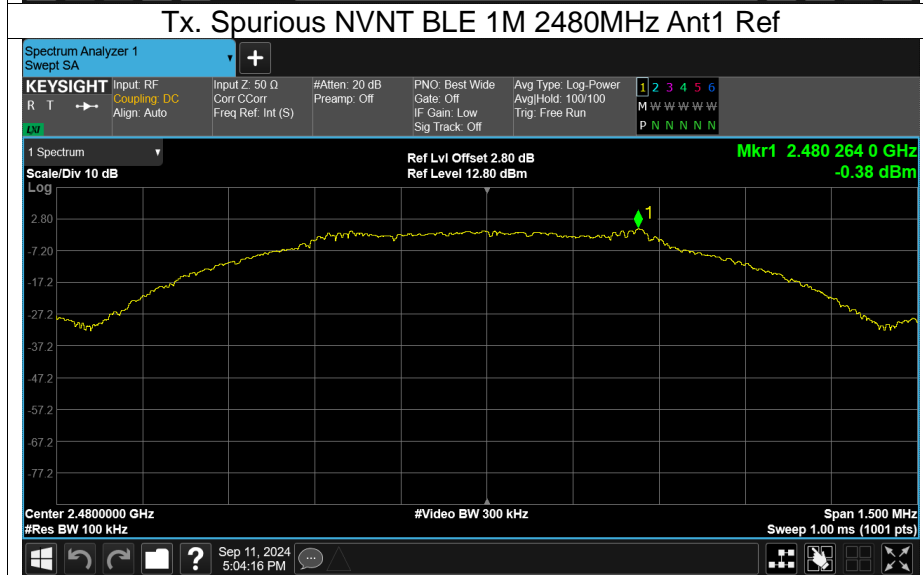 Tx. Spurious NVNT BLE 1M 2480MHz Ant1 Ref
Spectrum Analyzer 1
Swept SA
+
KEYSIGHT Input: RF Input Z: 50 Ω #Atten: 20 dB PNO: Best Wide Avg Type: Log-Power 1 2 3 4 5 6
R T Coupling: DC Corr CCorr Preamp: Off Gate: Off Avg|Hold: 100/100 M W W W W W
Align: Auto Freq Ref: Int (S) IF Gain: Low Trig: Free Run
LXI Sig Track: Off P N N N N N
1 Spectrum Ref Lvl Offset 2.80 dB Mkr1 2.480 264 0 GHz
Scale/Div 10 dB Ref Level 12.80 dBm -0.38 dBm
Log
1
2.80
-7.20
-17.2
-27.2
-37.2
-47.2
-57.2
-67.2
-77.2
Center 2.4800000 GHz #Video BW 300 kHz Span 1.500 MHz
#Res BW 100 kHz Sweep 1.00 ms (1001 pts)
? Sep 11, 2024
5:04:16 PM